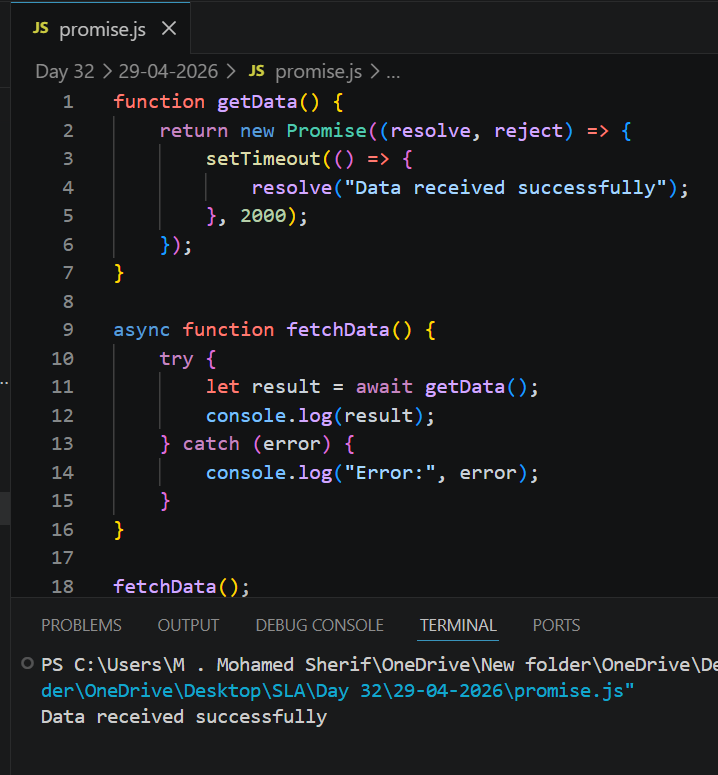 JS promise.js ×
Day 32 > 29-04-2026 > JS promise.js > ...
1 function getData() {
2     return new Promise((resolve, reject) => {
3         setTimeout(() => {
4             resolve("Data received successfully");
5         }, 2000);
6     });
7 }
8
9 async function fetchData() {
10     try {
11         let result = await getData();
12         console.log(result);
13     } catch (error) {
14         console.log("Error:", error);
15     }
16 }
17
18 fetchData();
PROBLEMS OUTPUT DEBUG CONSOLE TERMINAL PORTS
PS C:\Users\M . Mohamed Sherif\OneDrive\New folder\OneDrive\De
der\OneDrive\Desktop\SLA\Day 32\29-04-2026\promise.js"
Data received successfully